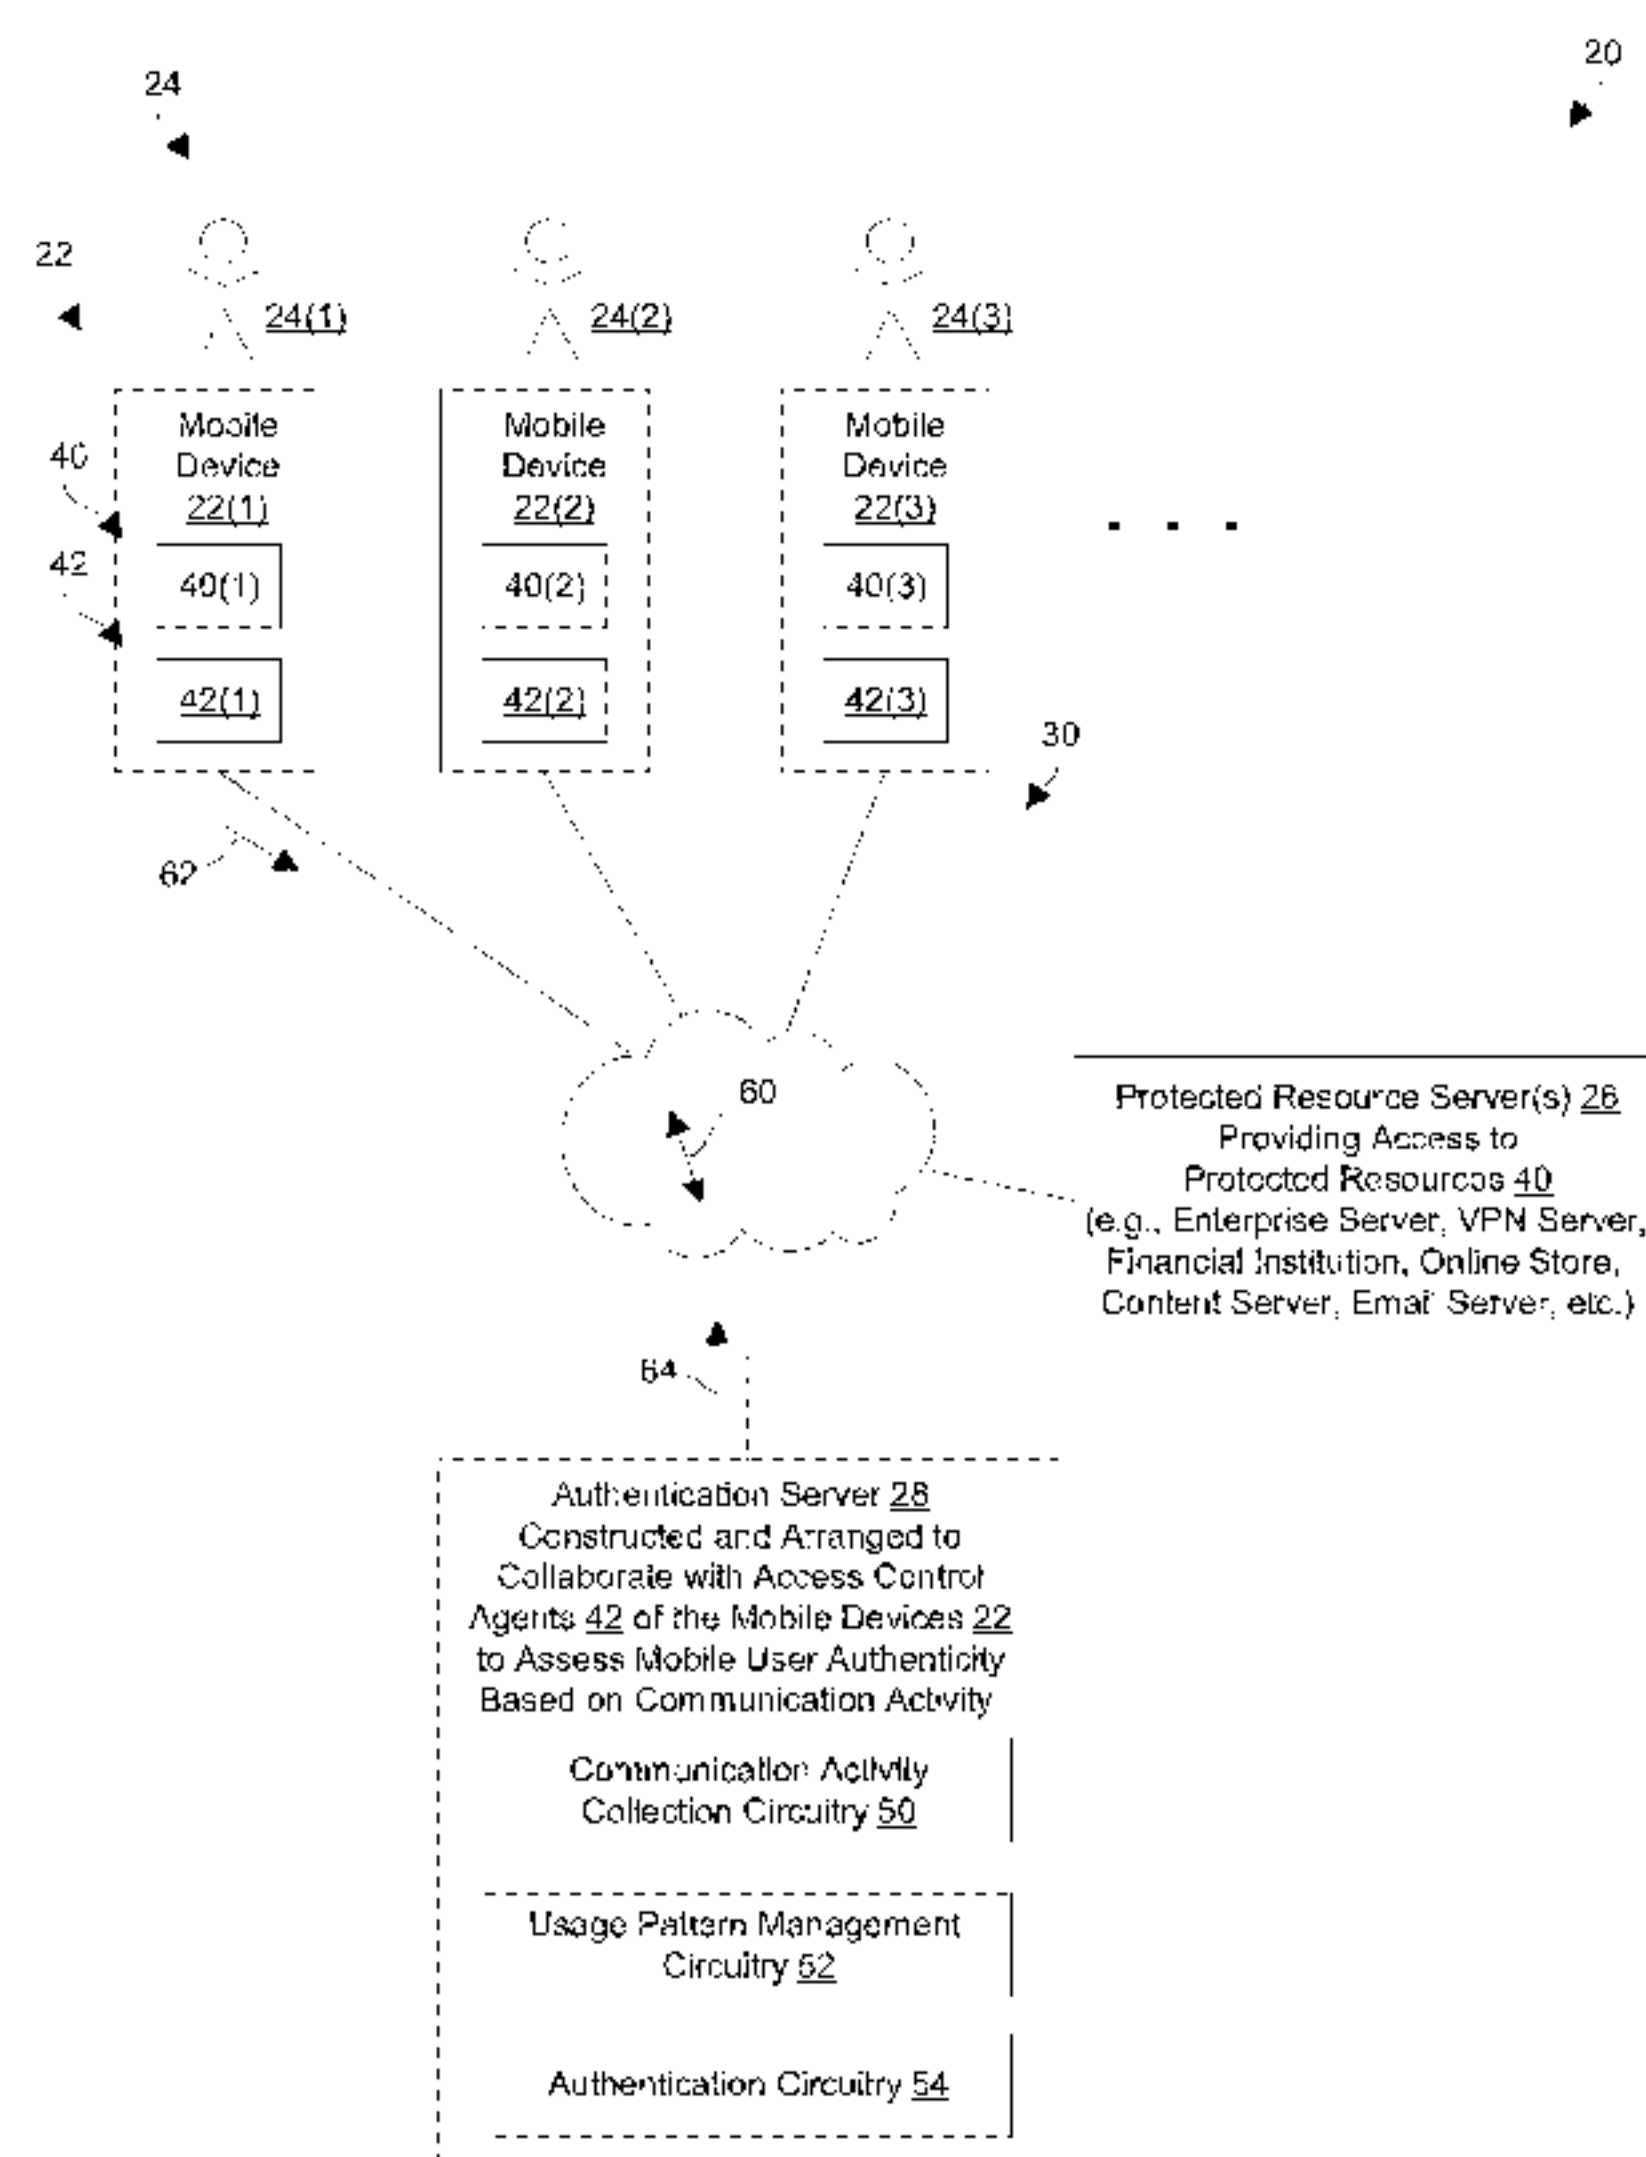 20
24
22
24(1) 24(2) 24(3)
Mobile Mobile Mobile
Device Device Device
22(1) 22(2) 22(3)
40
. . .
40(1) 40(2) 40(3)
42
42(1) 42(2) 42(3)
30
62
60
Protected Resource Server(s) 26
Providing Access to
Protected Resources 40
(e.g., Enterprise Server, VPN Server,
Financial Institution, Online Store,
Content Server, Email Server, etc.)
64
Authentication Server 28
Constructed and Arranged to
Collaborate with Access Control
Agents 42 of the Mobile Devices 22
to Assess Mobile User Authenticity
Based on Communication Activity
Communication Activity
Collection Circuitry 50
Usage Pattern Management
Circuitry 52
Authentication Circuitry 54